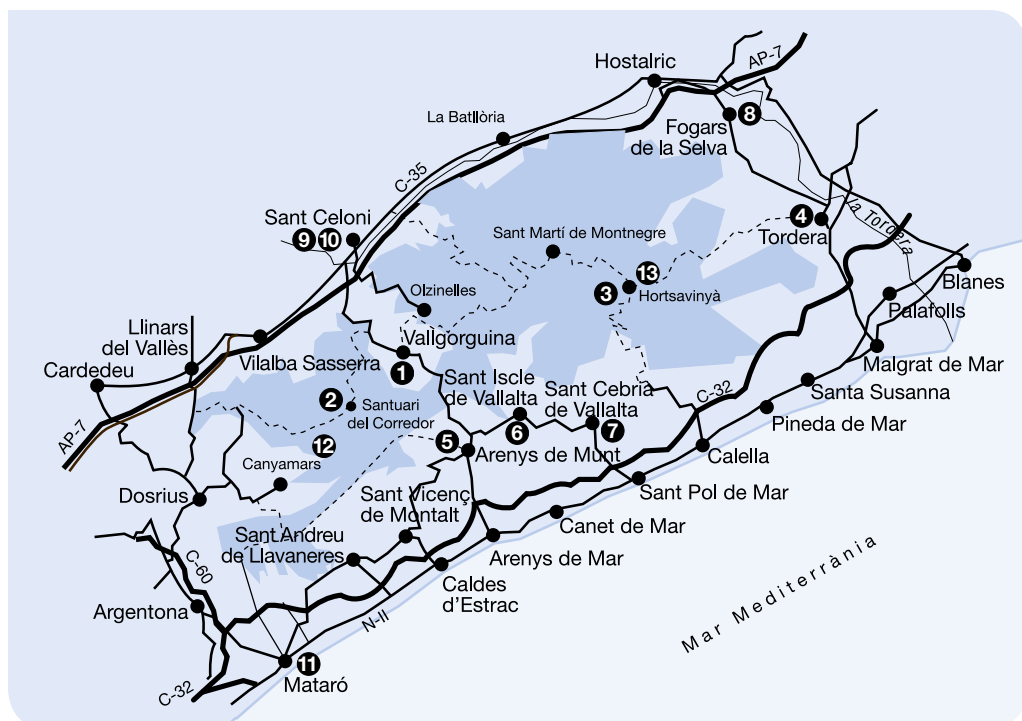 Hostalric
AP-7
La Batllòria
8
Fogars
de la Selva
C-35
Sant Celoni
9 10
4
Tordera
la Tordera
Sant Martí de Montnegre
13
3
Hortsavinyà
Blanes
Olzinelles
Palafolls
Llinars
del Vallès
Vallgorguina
Cardedeu
Vilalba Sasserra
1
Malgrat de Mar
Sant Iscle
de Vallalta
Sant Cebrià
de Vallalta
C-32
Santa Susanna
2
Santuari
del Corredor
Pineda de Mar
AP-7
12
5
6
7
Arenys de Munt
Calella
Canyamars
Dosrius
Sant Vicenç
de Montalt
Sant Pol de Mar
Canet de Mar
Sant Andreu
de Llavaneres
Arenys de Mar
C-60
Caldes
d'Estrac
Mar Mediterrània
Argentona
N-II
11
Mataró
C-32